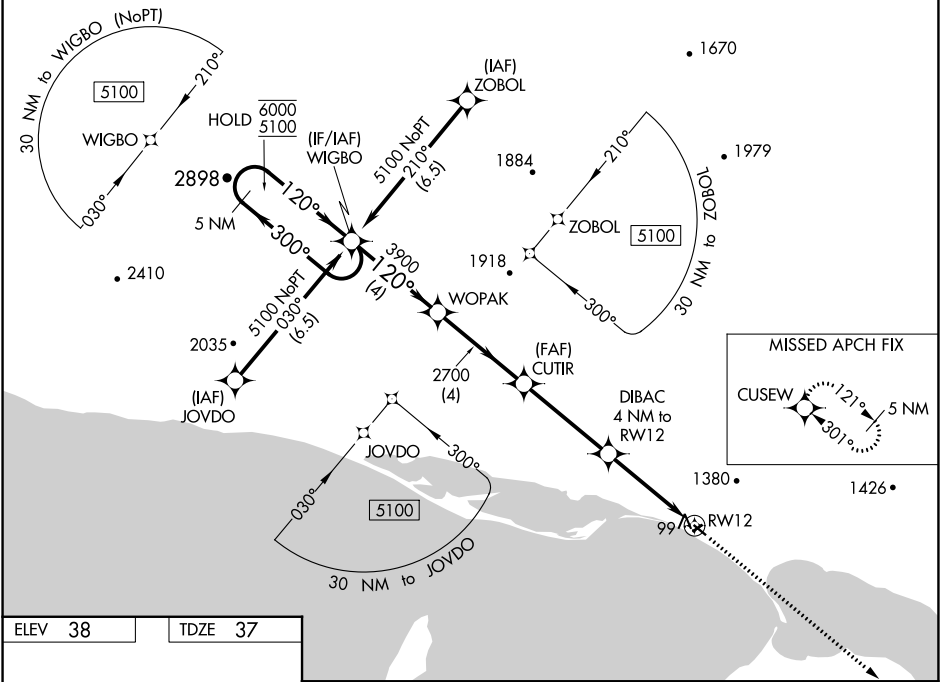 30 NM to WIGBO (NoPT)
5100
210°
WIGBO
030°
HOLD
6000
5100
(IF/IAF)
WIGBO
(IAF)
ZOBOL
5100 NoPT
210°
(6.5)
1670
1884
1979
2898
5 NM
120°
300°
3900
120°
(4)
210°
ZOBOL
5100
300°
30 NM to ZOBOL
1918
WOPAK
2410
5100 NoPT
030°
(6.5)
2035
(IAF)
JOVDO
2700
(4)
(FAF)
CUTIR
DIBAC
4 NM to
RW12
MISSED APCH FIX
CUSEW
121°
5 NM
301°
JOVDO
300°
030°
5100
30 NM to JOVDO
1380
1426
99
RW12
ELEV 38
TDZE 37